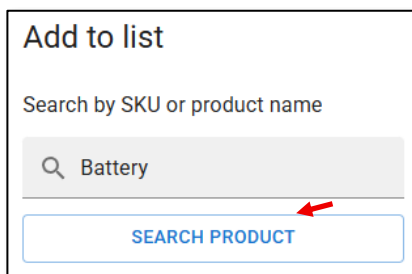 Add to list
Search by SKU or product name
Battery
SEARCH PRODUCT